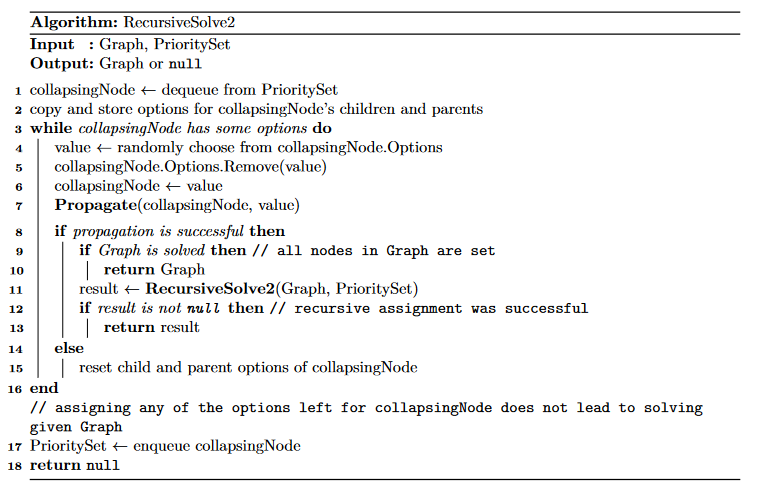 Algorithm: RecursiveSolve2
Input : Graph, PrioritySet
Output: Graph or null
1 collapsingNode ← dequeue from PrioritySet
2 copy and store options for collapsingNode's children and parents
3 while collapsingNode has some options do
4 value ← randomly choose from collapsingNode.Options
5 collapsingNode.Options.Remove(value)
6 collapsingNode ← value
7 Propagate(collapsingNode, value)
8 if propagation is successful then
9 if Graph is solved then // all nodes in Graph are set
10 return Graph
11 result ← RecursiveSolve2(Graph, PrioritySet)
12 if result is not null then // recursive assignment was successful
13 return result
14 else
15 reset child and parent options of collapsingNode
16 end
// assigning any of the options left for collapsingNode does not lead to solving
given Graph
17 PrioritySet ← enqueue collapsingNode
18 return null